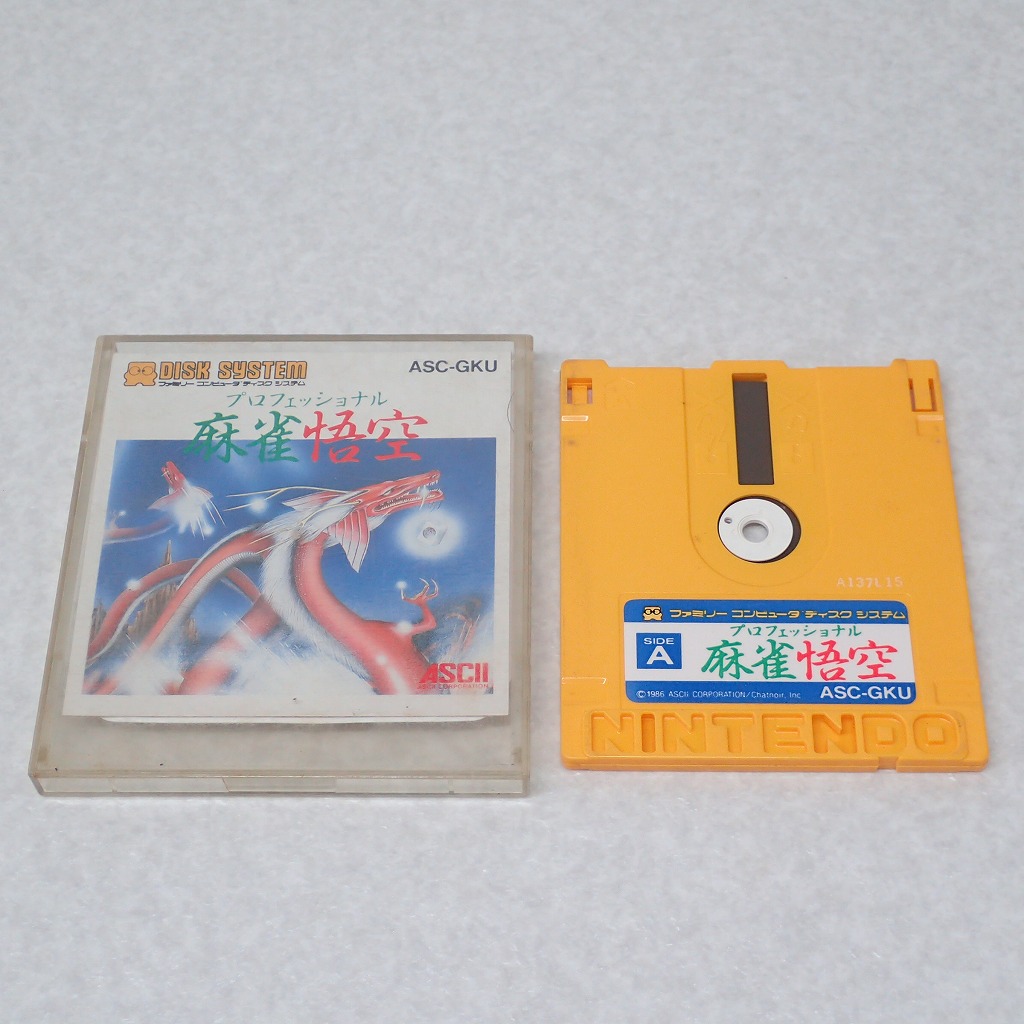 DISK SYSTEM
ファミリー コンピュータ ディスク システム
ASC-GKU
プロフェッショナル
麻雀悟空
ASCII
ASCII CORPORATION
A137L15
ファミリー コンピュータ ディスク システム
SIDE
A
プロフェッショナル
麻雀悟空
©1986 ASCII CORPORATION/Chatnoir, Inc
ASC-GKU
NINTENDO